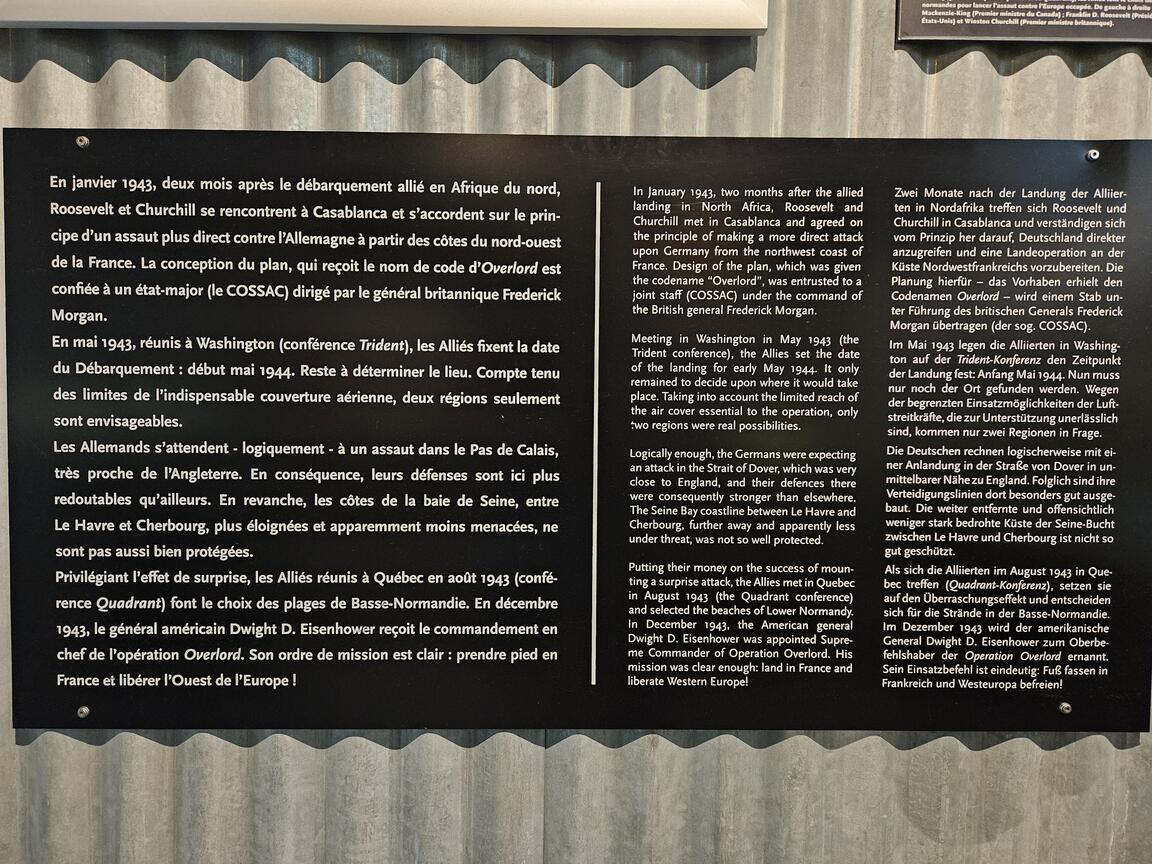 normandes pour lancer l'assaut contre l'Europe occupée. De gauche à droite
Mackenzie-King (Premier ministre du Canada) ; Franklin D. Roosevelt (Prési
États-Unis) et Winston Churchill (Premier ministre britannique).
En janvier 1943, deux mois après le débarquement allié en Afrique du nord,
Roosevelt et Churchill se rencontrent à Casablanca et s'accordent sur le prin-
cipe d'un assaut plus direct contre l'Allemagne à partir des côtes du nord-ouest
de la France. La conception du plan, qui reçoit le nom de code d'Overlord est
confiée à un état-major (le COSSAC) dirigé par le général britannique Frederick
Morgan.
En mai 1943, réunis à Washington (conférence Trident), les Alliés fixent la date
du Débarquement : début mai 1944. Reste à déterminer le lieu. Compte tenu
des limites de l'indispensable couverture aérienne, deux régions seulement
sont envisageables.
Les Allemands s'attendent - logiquement - à un assaut dans le Pas de Calais,
très proche de l'Angleterre. En conséquence, leurs défenses sont ici plus
redoutables qu'ailleurs. En revanche, les côtes de la baie de Seine, entre
Le Havre et Cherbourg, plus éloignées et apparemment moins menacées, ne
sont pas aussi bien protégées.
Privilégiant l'effet de surprise, les Alliés réunis à Québec en août 1943 (confé-
rence Quadrant) font le choix des plages de Basse-Normandie. En décembre
1943, le général américain Dwight D. Eisenhower reçoit le commandement en
chef de l'opération Overlord. Son ordre de mission est clair : prendre pied en
France et libérer l'Ouest de l'Europe !
In January 1943, two months after the allied
landing in North Africa, Roosevelt and
Churchill met in Casablanca and agreed on
the principle of making a more direct attack
upon Germany from the northwest coast of
France. Design of the plan, which was given
the codename "Overlord", was entrusted to a
joint staff (COSSAC) under the command of
the British general Frederick Morgan.
Meeting in Washington in May 1943 (the
Trident conference), the Allies set the date
of the landing for early May 1944. It only
remained to decide upon where it would take
place. Taking into account the limited reach of
the air cover essential to the operation, only
two regions were real possibilities.
Logically enough, the Germans were expecting
an attack in the Strait of Dover, which was very
close to England, and their defences there
were consequently stronger than elsewhere.
The Seine Bay coastline between Le Havre and
Cherbourg, further away and apparently less
under threat, was not so well protected.
Putting their money on the success of moun-
ting a surprise attack, the Allies met in Quebec
in August 1943 (the Quadrant conference)
and selected the beaches of Lower Normandy.
In December 1943, the American general
Dwight D. Eisenhower was appointed Supre-
me Commander of Operation Overlord. His
mission was clear enough: land in France and
liberate Western Europe!
Zwei Monate nach der Landung der Alliier-
ten in Nordafrika treffen sich Roosevelt und
Churchill in Casablanca und verständigen sich
vom Prinzip her darauf, Deutschland direkter
anzugreifen und eine Landeoperation an der
Küste Nordwestfrankreichs vorzubereiten. Die
Planung hierfür – das Vorhaben erhielt den
Codenamen Overlord – wird einem Stab un-
ter Führung des britischen Generals Frederick
Morgan übertragen (der sog. COSSAC).
Im Mai 1943 legen die Alliierten in Washing-
ton auf der Trident-Konferenz den Zeitpunkt
der Landung fest: Anfang Mai 1944. Nun muss
nur noch der Ort gefunden werden. Wegen
der begrenzten Einsatzmöglichkeiten der Luft-
streitkräfte, die zur Unterstützung unerlässlich
sind, kommen nur zwei Regionen in Frage.
Die Deutschen rechnen logischerweise mit ei-
ner Anlandung in der Straße von Dover in un-
mittelbarer Nähe zu England. Folglich sind ihre
Verteidigungslinien dort besonders gut ausge-
baut. Die weiter entfernte und offensichtlich
weniger stark bedrohte Küste der Seine-Bucht
zwischen Le Havre und Cherbourg ist nicht so
gut geschützt.
Als sich die Alliierten im August 1943 in Que-
bec treffen (Quadrant-Konferenz), setzen sie
auf den Überraschungseffekt und entscheiden
sich für die Strände in der Basse-Normandie.
Im Dezember 1943 wird der amerikanische
General Dwight D. Eisenhower zum Oberbe-
fehlshaber der Operation Overlord ernannt.
Sein Einsatzbefehl ist eindeutig: Fuß fassen in
Frankreich und Westeuropa befreien!